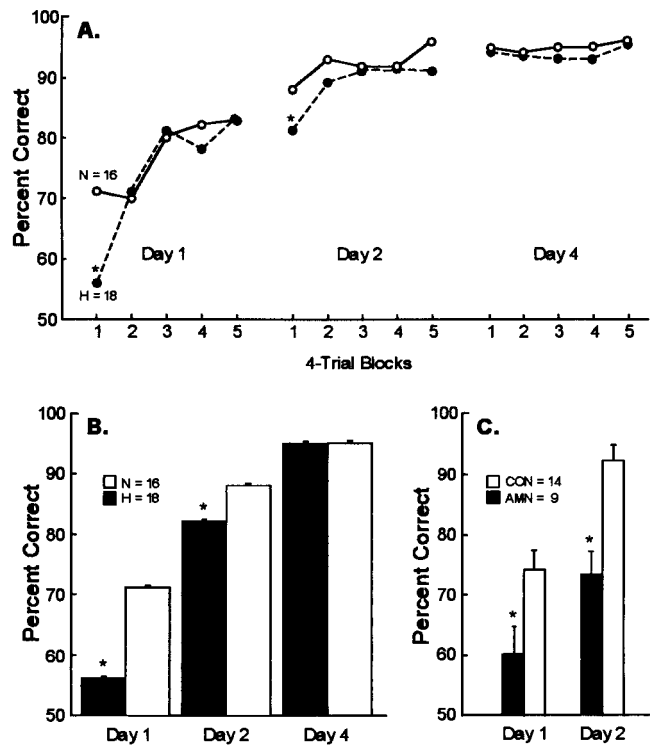 A.
Percent Correct
100
90
80
70
60
50
N = 16
*
H = 18
*
Day 1
Day 2
Day 4
1 2 3 4 5 1 2 3 4 5 1 2 3 4 5
4-Trial Blocks
B.
Percent Correct
100
90
80
70
60
50
N = 16
H = 18
*
*
Day 1 Day 2 Day 4
C.
Percent Correct
100
90
80
70
60
50
CON = 14
AMN = 9
*
*
Day 1 Day 2